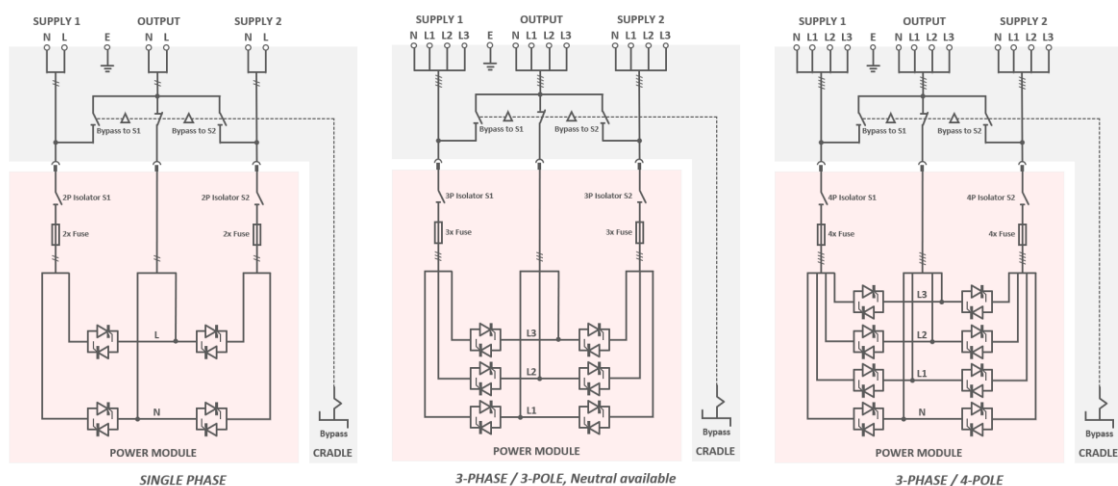 SUPPLY 1 OUTPUT SUPPLY 2
N L E N L N L
Bypass to S1 Bypass to S2
2P Isolator S1 2P Isolator S2
2x Fuse 2x Fuse
L
N
Bypass
POWER MODULE CRADLE
SINGLE PHASE
SUPPLY 1 OUTPUT SUPPLY 2
N L1 L2 L3 E N L1 L2 L3 N L1 L2 L3
Bypass to S1 Bypass to S2
3P Isolator S1 3P Isolator S2
3x Fuse 3x Fuse
L3
L2
L1
Bypass
POWER MODULE CRADLE
3-PHASE / 3-POLE, Neutral available
SUPPLY 1 OUTPUT SUPPLY 2
N L1 L2 L3 E N L1 L2 L3 N L1 L2 L3
Bypass to S1 Bypass to S2
4P Isolator S1 4P Isolator S2
4x Fuse 4x Fuse
L3
L2
L1
N
Bypass
POWER MODULE CRADLE
3-PHASE / 4-POLE